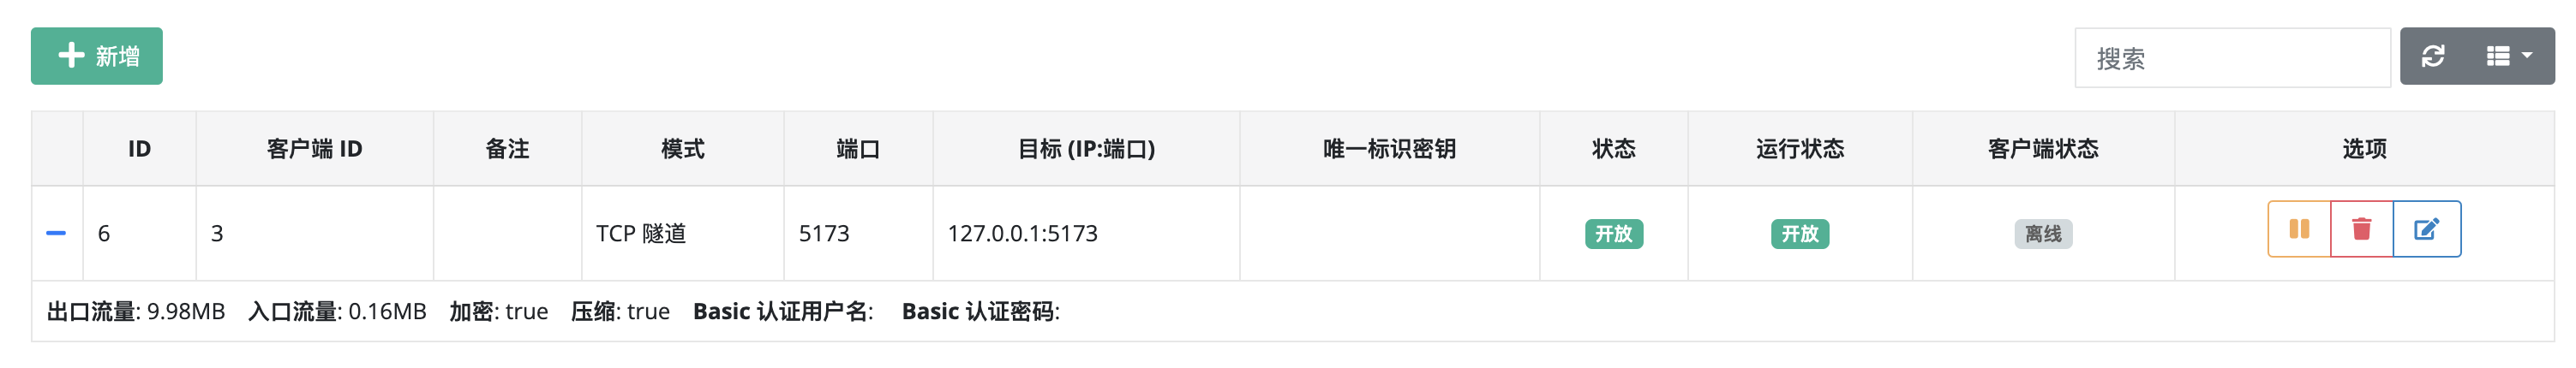 新增
搜索
ID 客户端 ID 备注 模式 端口 目标 (IP:端口) 唯一标识密钥 状态 运行状态 客户端状态 选项
6 3 TCP 隧道 5173 127.0.0.1:5173 开放 开放 离线
出口流量: 9.98MB 入口流量: 0.16MB 加密: true 压缩: true Basic 认证用户名: Basic 认证密码: